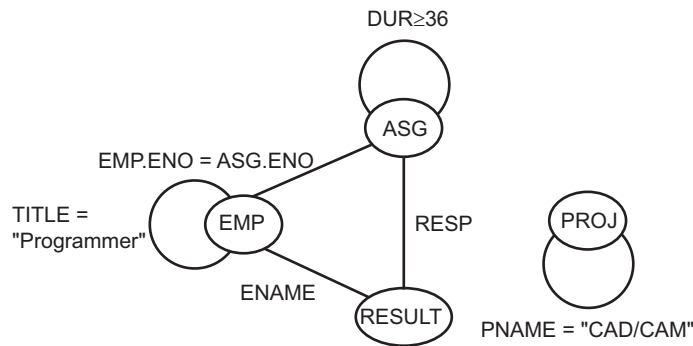 DUR≥36
ASG
EMP.ENO = ASG.ENO
TITLE =
"Programmer"
EMP
RESP
PROJ
ENAME
RESULT
PNAME = "CAD/CAM"